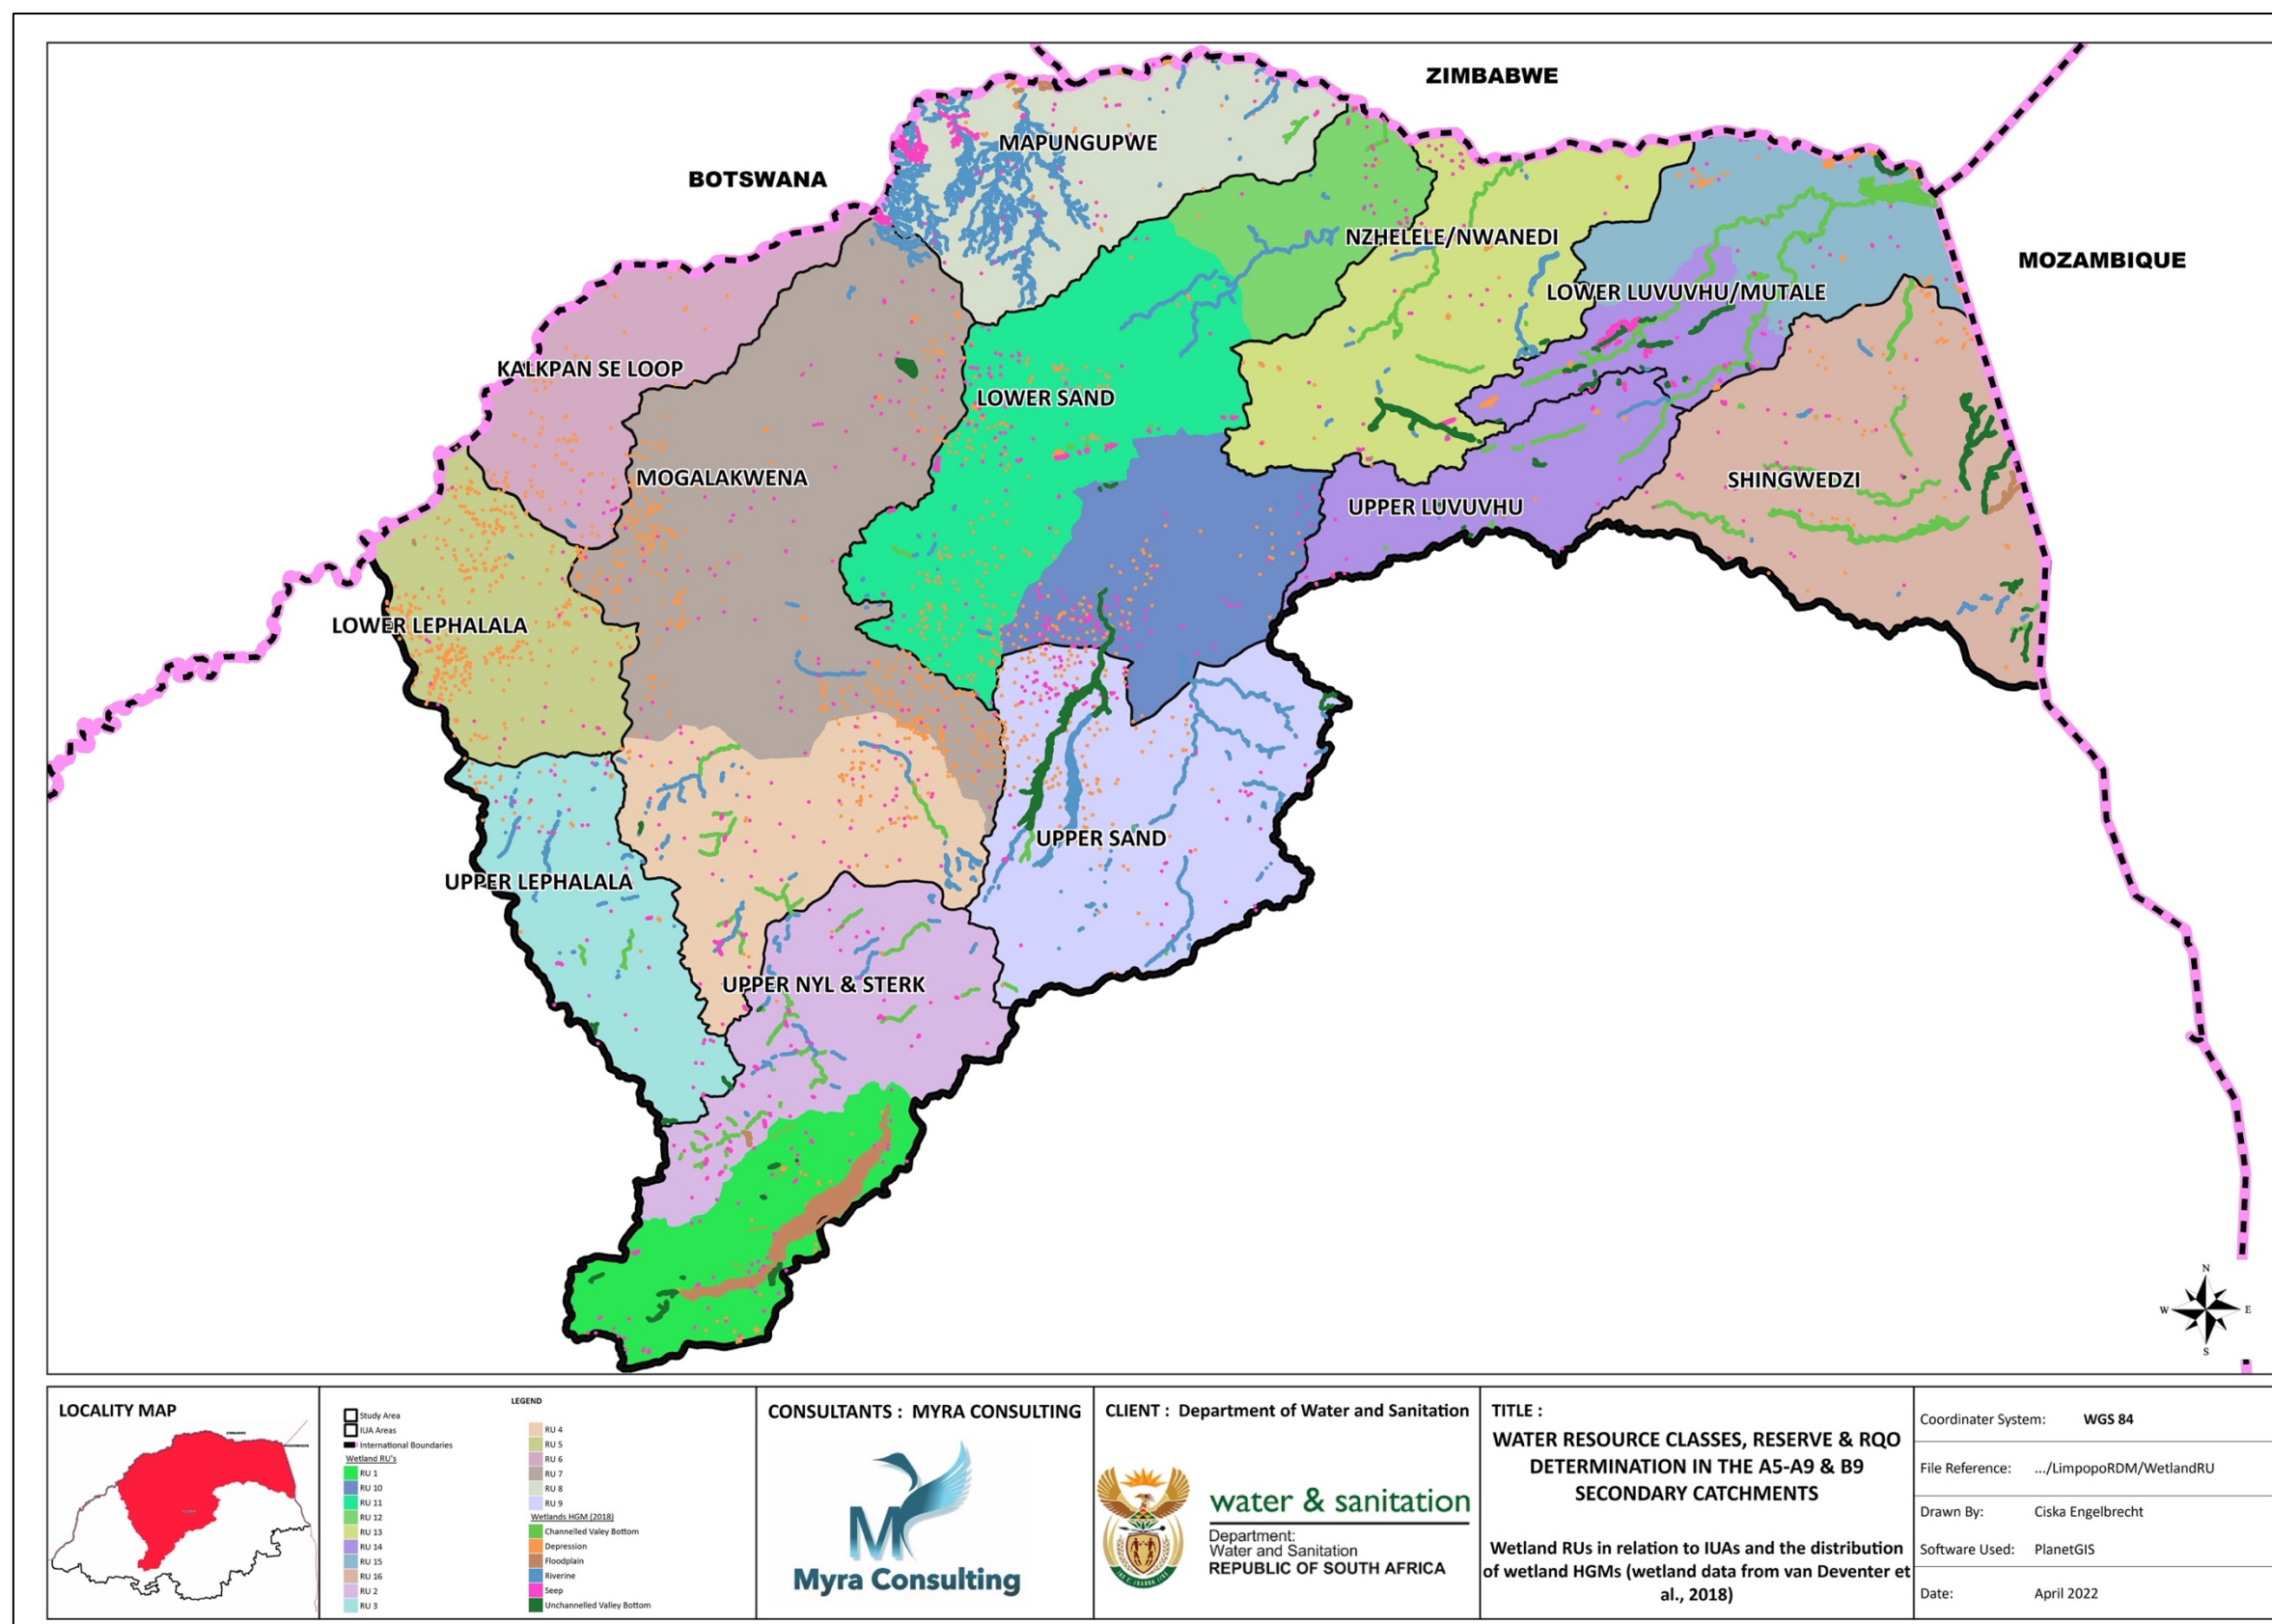 ZIMBABWE
MAPUNGUPWE
BOTSWANA
NZHELELE/NWANEDI
MOZAMBIQUE
LOWER LUVUVHU/MUTALE
KALKPAN SE LOOP
LOWER SAND
MOGALAKWENA
SHINGWEDZI
UPPER LUVUVHU
LOWER LEPHALALA
UPPER SAND
UPPER LEPHALALA
UPPER NYL & STERK
N
W
E
S
LOCALITY MAP
ZIMBABWE
LEGEND
Study Area
IUA Areas
International Boundaries
Wetland RU's
RU 1
RU 10
RU 11
RU 12
RU 13
RU 14
RU 15
RU 16
RU 2
RU 3
RU 4
RU 5
RU 6
RU 7
RU 8
RU 9
Wetlands HGM (2018)
Channelled Valey Bottom
Depression
Floodplain
Riverine
Seep
Unchannelled Valley Bottom
CONSULTANTS : MYRA CONSULTING
M
Myra Consulting
CLIENT : Department of Water and Sanitation
water & sanitation
Department:
Water and Sanitation
REPUBLIC OF SOUTH AFRICA
TITLE :
WATER RESOURCE CLASSES, RESERVE & RQO
DETERMINATION IN THE A5-A9 & B9
SECONDARY CATCHMENTS
Wetland RUs in relation to IUAs and the distribution
of wetland HGMs (wetland data from van Deventer et
al., 2018)
Coordinater System: WGS 84
File Reference: .../LimpopoRDM/WetlandRU
Drawn By: Ciska Engelbrecht
Software Used: PlanetGIS
Date: April 2022